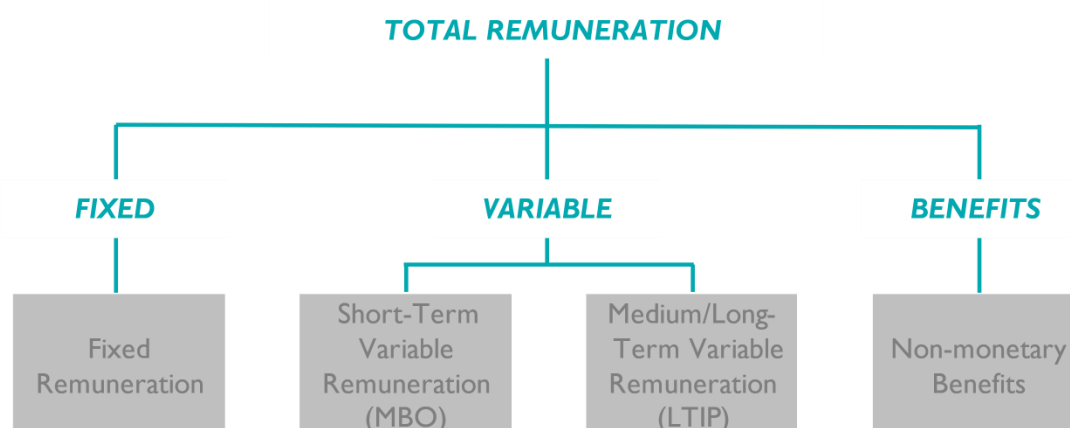 TOTAL REMUNERATION
FIXED
VARIABLE
BENEFITS
Fixed
Remuneration
Short-Term
Variable
Remuneration
(MBO)
Medium/Long-
Term Variable
Remuneration
(LTIP)
Non-monetary
Benefits